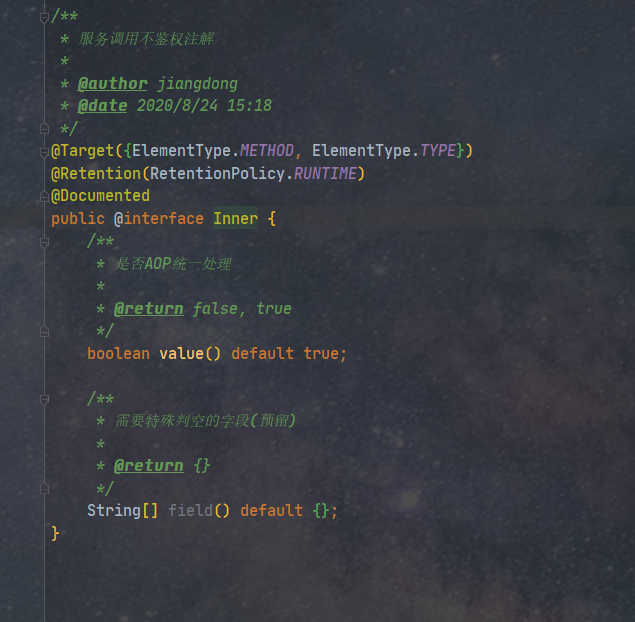 /**
 * 服务调用不鉴权注解
 *
 * @author jiangdong
 * @date 2020/8/24 15:18
 */
@Target({ElementType.METHOD, ElementType.TYPE})
@Retention(RetentionPolicy.RUNTIME)
@Documented
public @interface Inner {
    /**
     * 是否AOP统一处理
     *
     * @return false, true
     */
    boolean value() default true;

    /**
     * 需要特殊判空的字段(预留)
     *
     * @return {}
     */
    String[] field() default {};
}